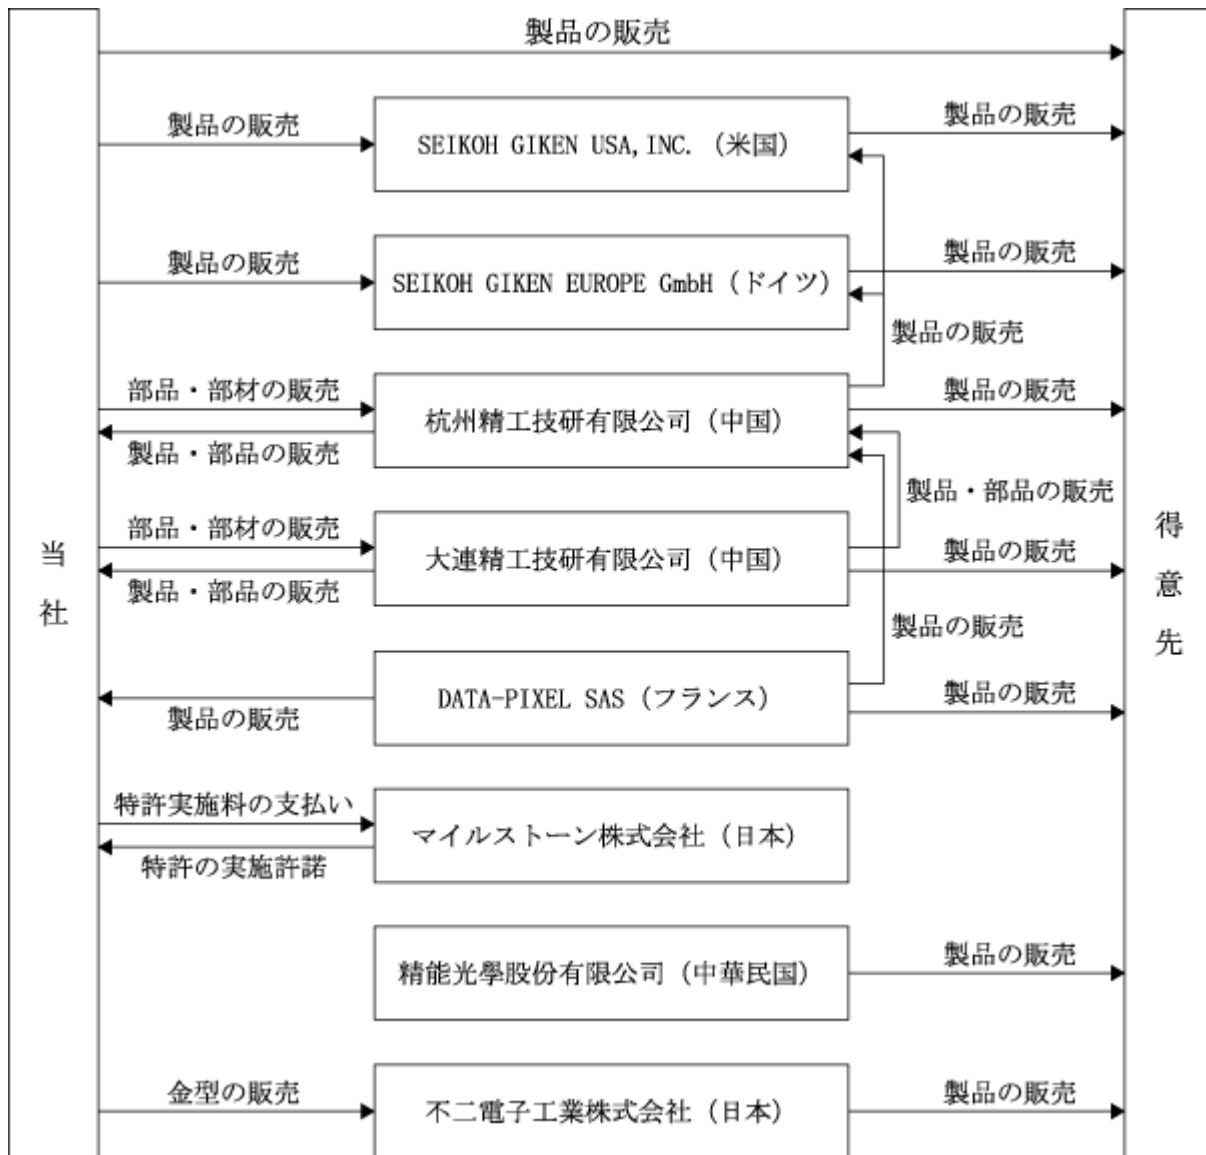 製品の販売
製品の販売
SEIKOH GIKEN USA,INC.（米国）
製品の販売
製品の販売
SEIKOH GIKEN EUROPE GmbH（ドイツ）
製品の販売
製品の販売
部品・部材の販売
製品・部品の販売
杭州精工技研有限公司（中国）
製品の販売
製品・部品の販売
部品・部材の販売
製品・部品の販売
大連精工技研有限公司（中国）
製品の販売
製品の販売
製品の販売
DATA-PIXEL SAS（フランス）
製品の販売
特許実施料の支払い
特許の実施許諾
マイルストーン株式会社（日本）
精能光學股份有限公司（中華民国）
製品の販売
金型の販売
不二電子工業株式会社（日本）
製品の販売
当社
得意先